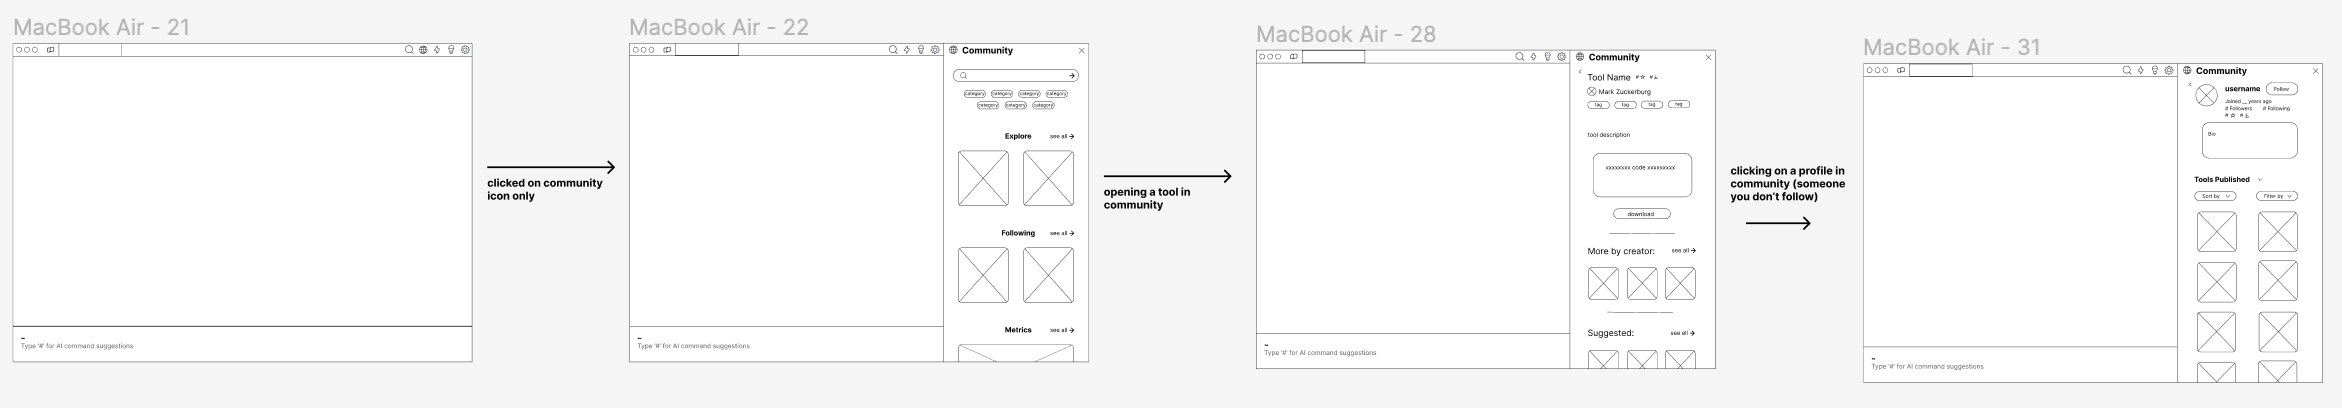 MacBook Air - 21
~
Type '#' for AI command suggestions
clicked on community
icon only
MacBook Air - 22
Community
category category category category
category category category
Explore see all
Following see all
Metrics see all
~
Type '#' for AI command suggestions
opening a tool in
community
MacBook Air - 28
Community
Tool Name # #
Mark Zuckerburg
tag tag tag tag
tool description
xxxxxxxx code xxxxxxxxx
download
More by creator: see all
Suggested: see all
~
Type '#' for AI command suggestions
clicking on a profile in
community (someone
you don't follow)
MacBook Air - 31
Community
username Follow
Joined __ years ago
# Followers # Following
# #
Bio
Tools Published
Sort by Filter by
~
Type '#' for AI command suggestions